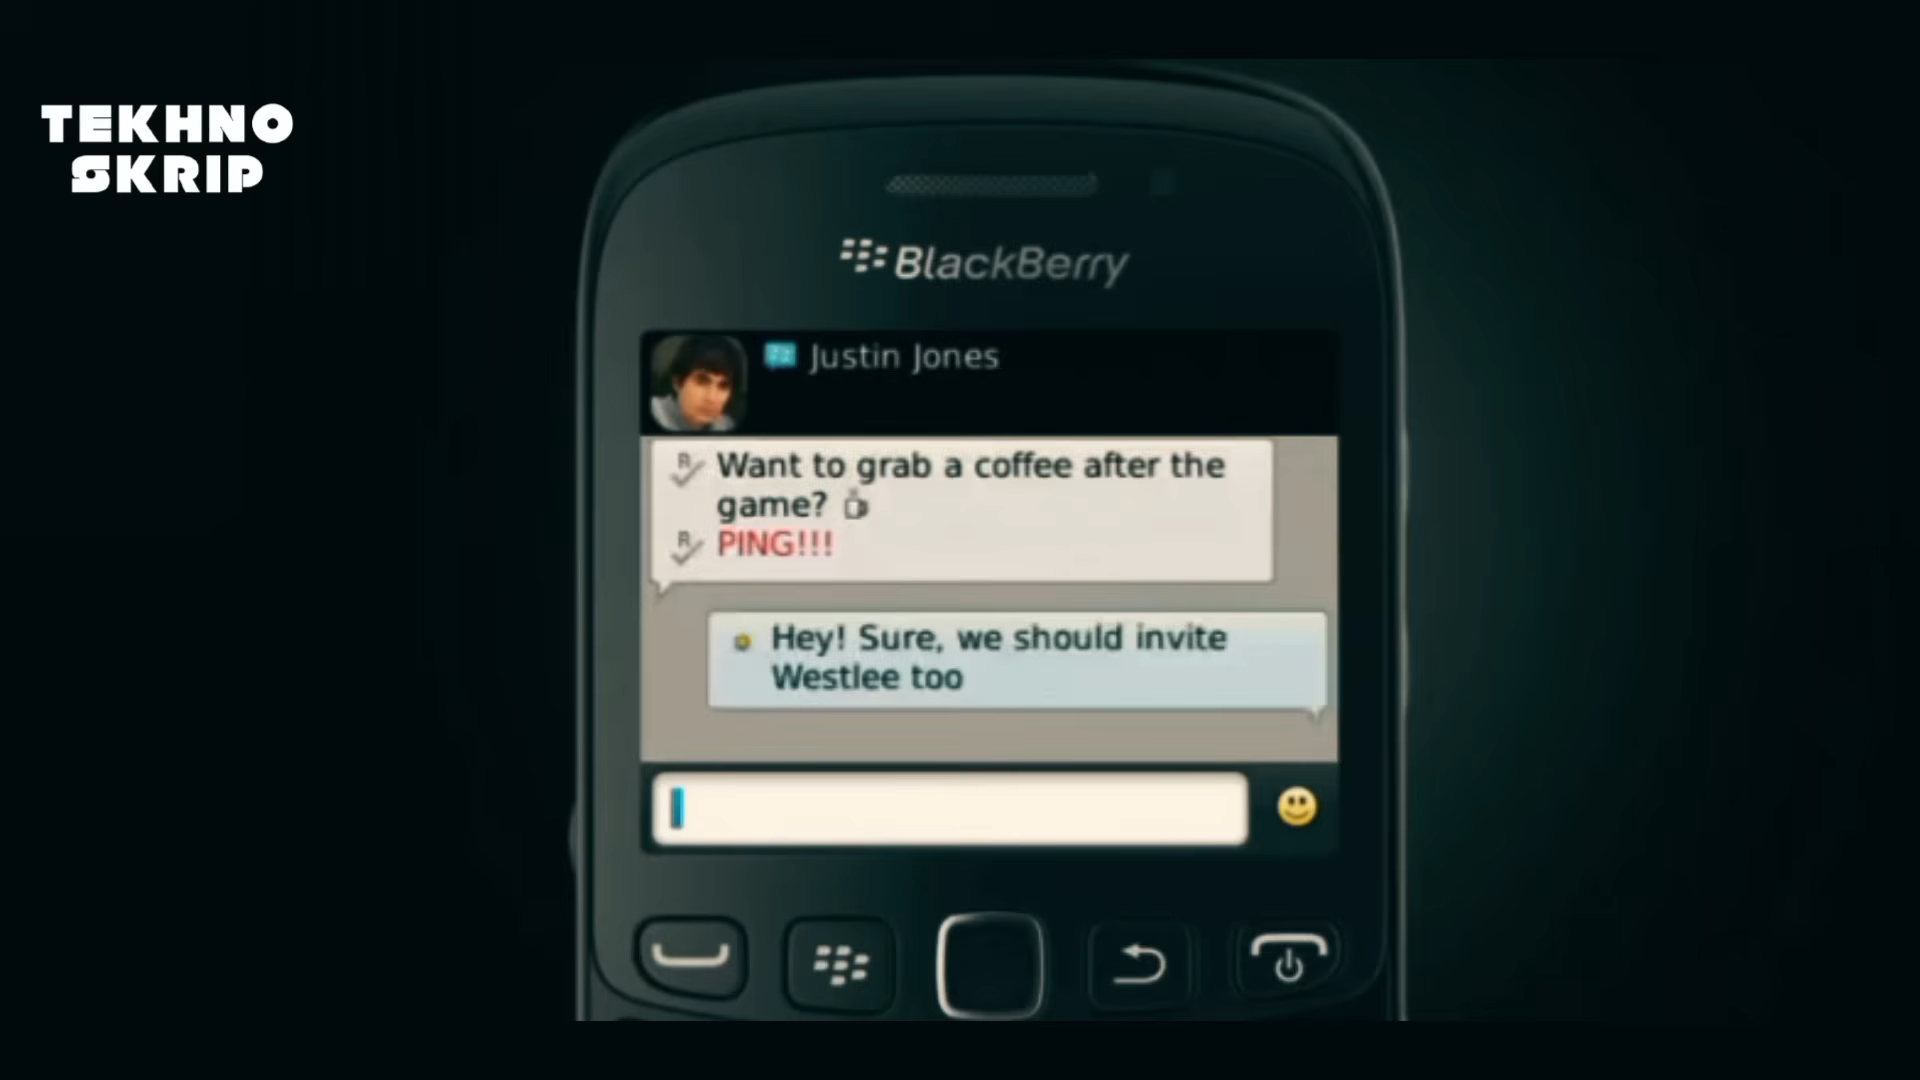 TEKHNO
SKRIP
BlackBerry
Justin Jones
Want to grab a coffee after the
game?
PING!!!
Hey! Sure, we should invite
Westlee too